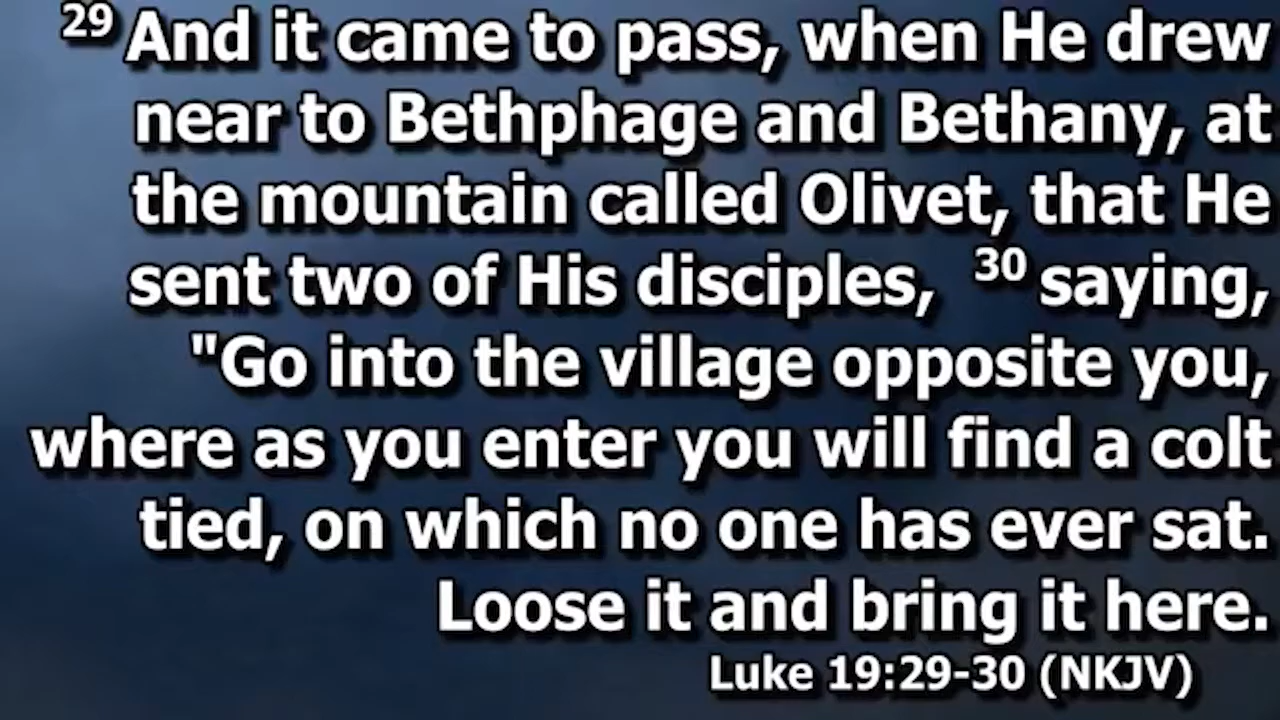 29 And it came to pass, when He drew
near to Bethphage and Bethany, at
the mountain called Olivet, that He
sent two of His disciples, 30 saying,
"Go into the village opposite you,
where as you enter you will find a colt
tied, on which no one has ever sat.
Loose it and bring it here.
Luke 19:29-30 (NKJV)